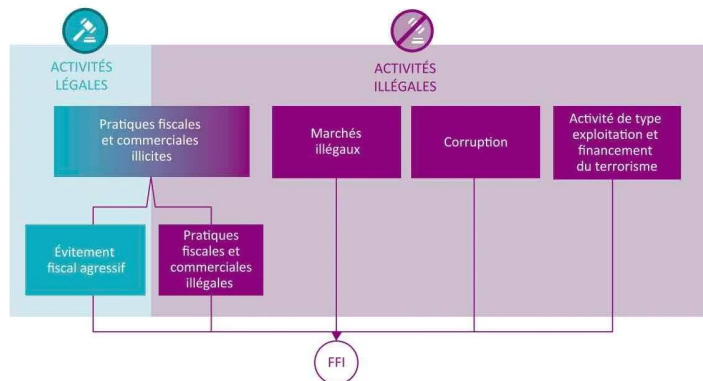 ACTIVITÉS
LÉGALES
ACTIVITÉS
ILLÉGALES
Pratiques fiscales
et commerciales
illicites
Marchés
illégaux
Corruption
Activité de type
exploitation et
financement
du terrorisme
Évitement
fiscal agressif
Pratiques
fiscales et
commerciales
illégales
FFI